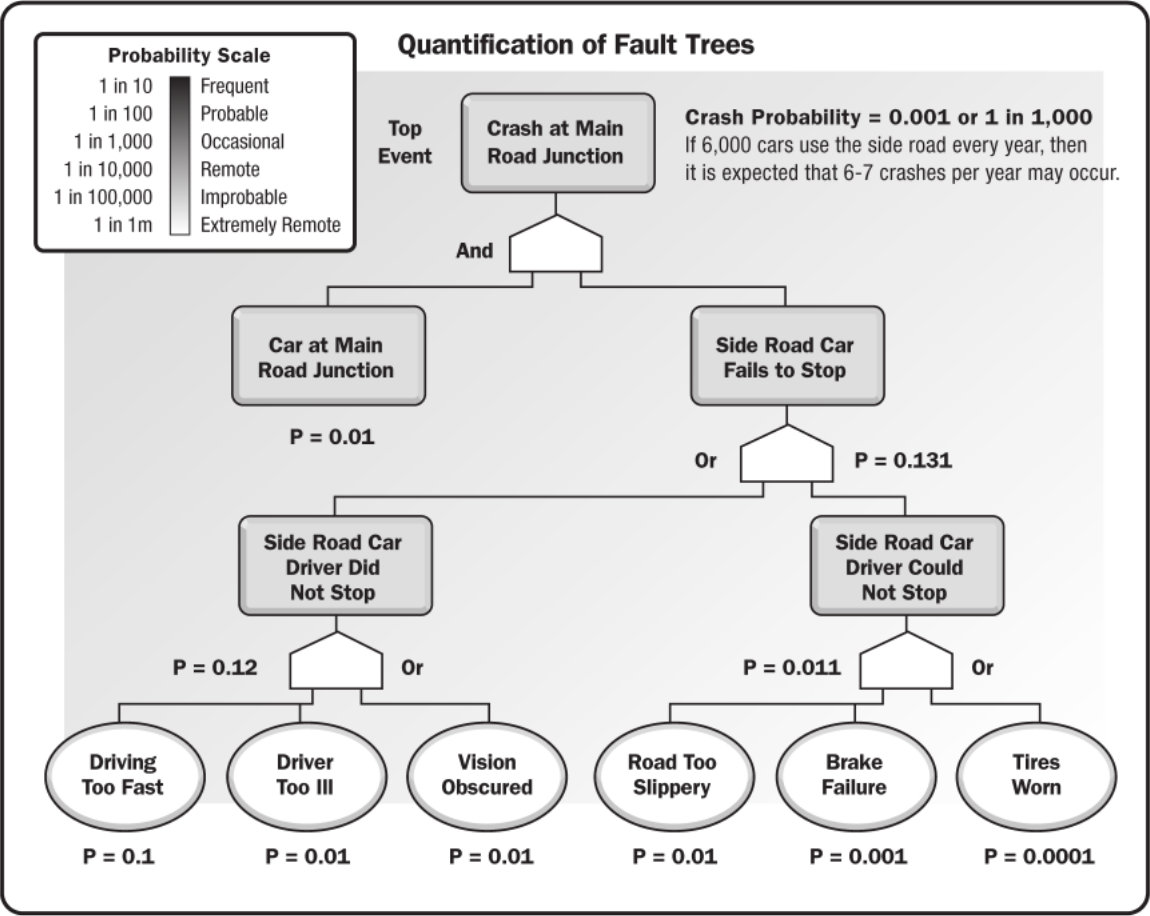 Quantification of Fault Trees
Probability Scale
1 in 10 Frequent
1 in 100 Probable
1 in 1,000 Occasional
1 in 10,000 Remote
1 in 100,000 Improbable
1 in 1m Extremely Remote
Top
Event
Crash at Main
Road Junction
Crash Probability = 0.001 or 1 in 1,000
If 6,000 cars use the side road every year, then
it is expected that 6-7 crashes per year may occur.
And
Car at Main
Road Junction
P = 0.01
Side Road Car
Fails to Stop
Or
P = 0.131
Side Road Car
Driver Did
Not Stop
P = 0.12
Or
Side Road Car
Driver Could
Not Stop
P = 0.011
Or
Driving
Too Fast
P = 0.1
Driver
Too Ill
P = 0.01
Vision
Obscured
P = 0.01
Road Too
Slippery
P = 0.01
Brake
Failure
P = 0.001
Tires
Worn
P = 0.0001